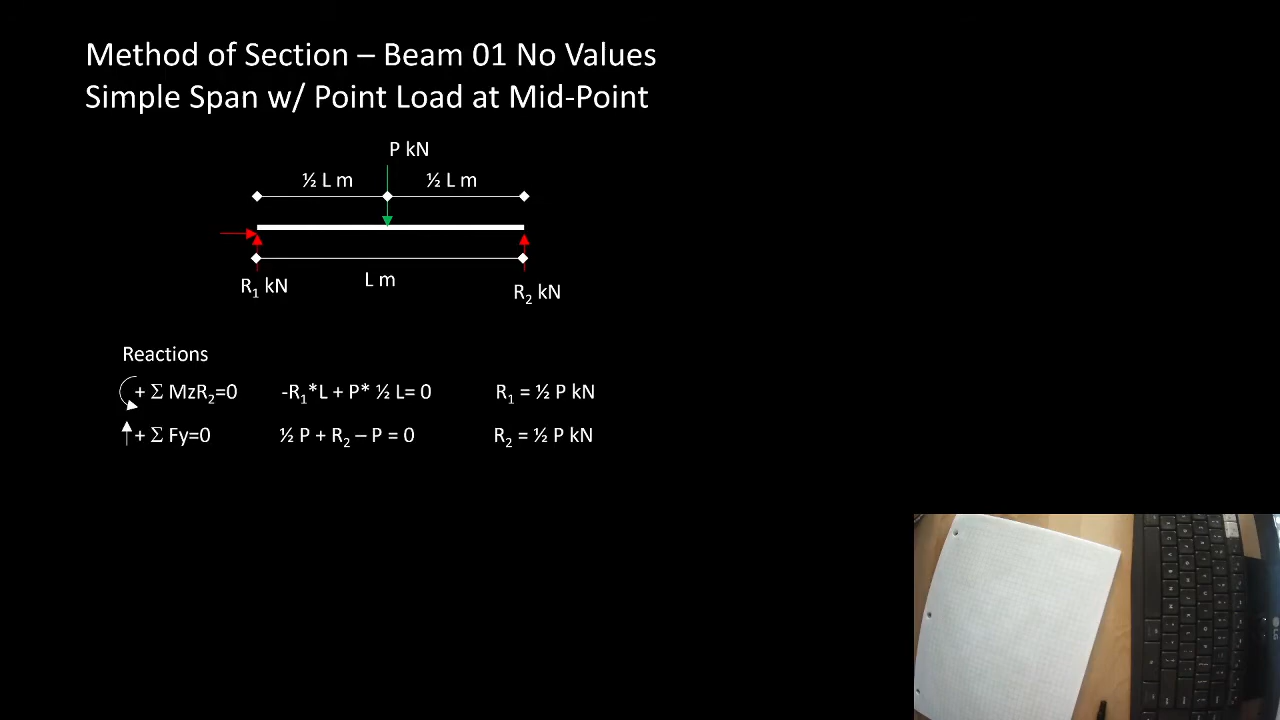 Method of Section – Beam 01 No Values
Simple Span w/ Point Load at Mid-Point
P kN
½ L m
½ L m
R₁ kN
L m
R₂ kN
Reactions
+ Σ MzR₂=0 -R₁*L + P* ½ L= 0 R₁ = ½ P kN
+ Σ Fy=0 ½ P + R₂ – P = 0 R₂ = ½ P kN
LG